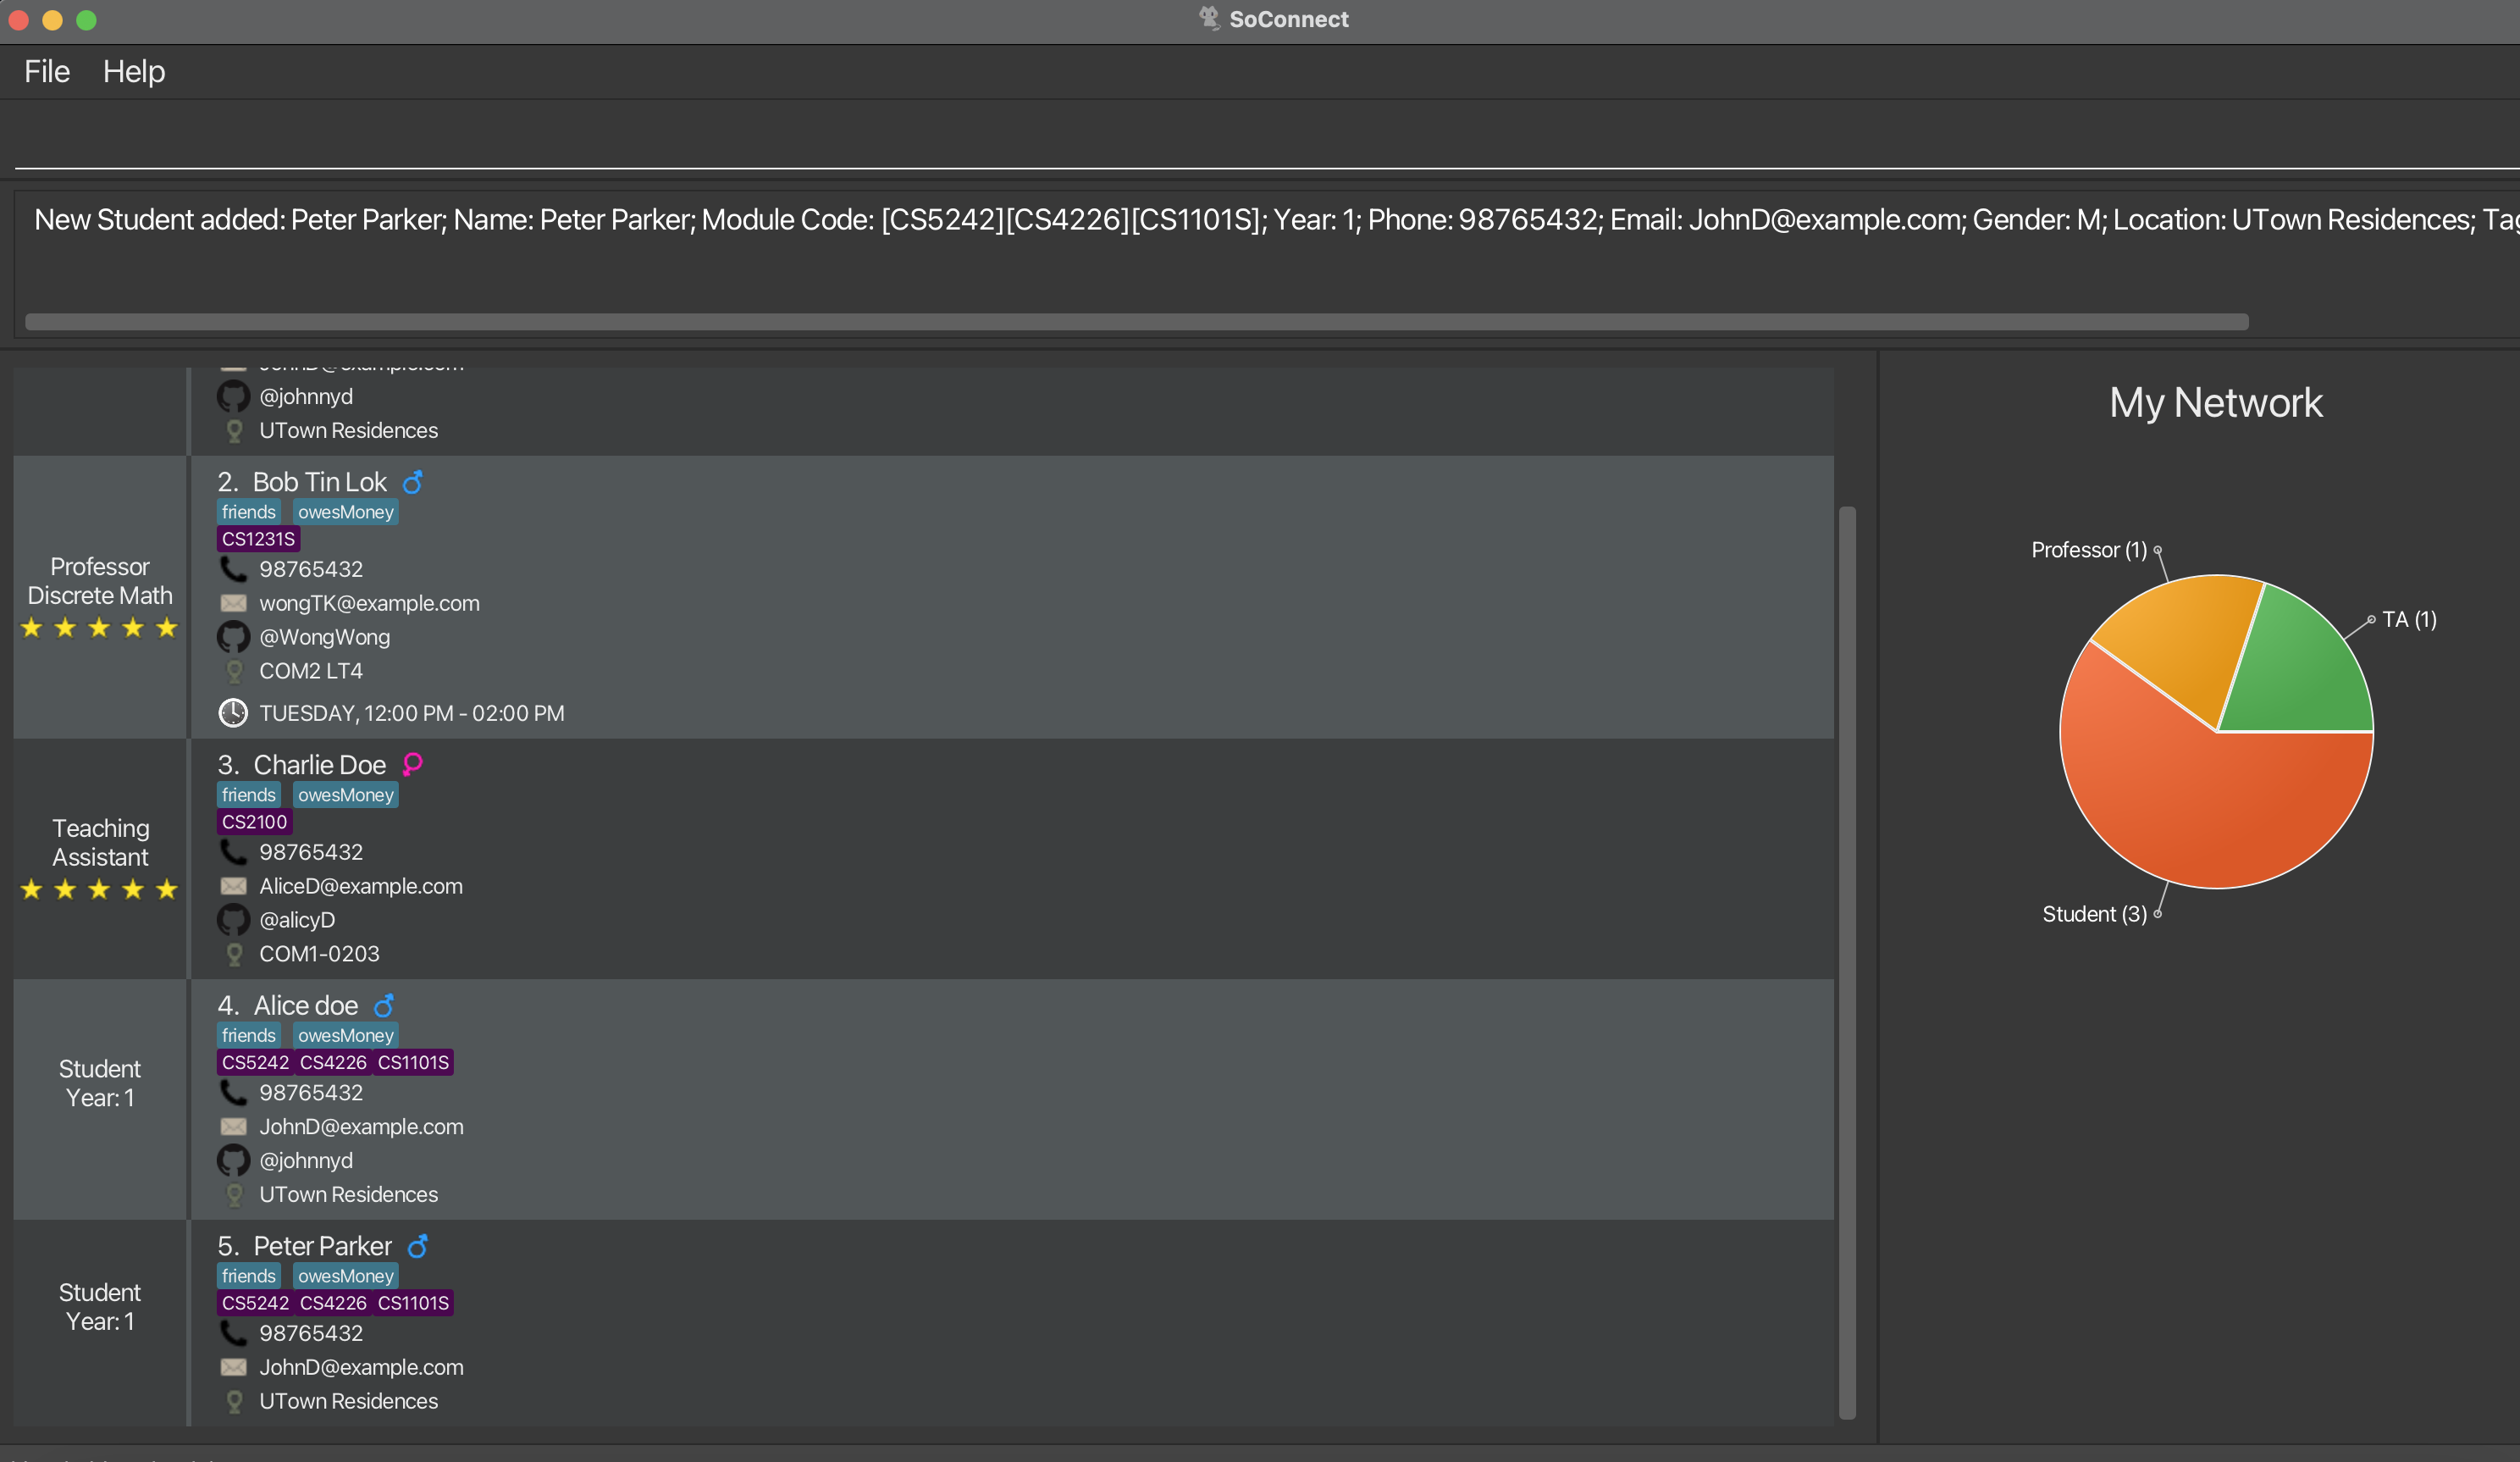 SoConnect
File Help
New Student added: Peter Parker; Name: Peter Parker; Module Code: [CS5242][CS4226][CS1101S]; Year: 1; Phone: 98765432; Email: JohnD@example.com; Gender: M; Location: UTown Residences;
JohnD@example.com
@johnnyd
UTown Residences
Professor
Discrete Math
2. Bob Tin Lok
friends owesMoney
CS1231S
98765432
wongTK@example.com
@WongWong
COM2 LT4
TUESDAY, 12:00 PM - 02:00 PM
Teaching
Assistant
3. Charlie Doe
friends owesMoney
CS2100
98765432
AliceD@example.com
@alicyD
COM1-0203
Student
Year: 1
4. Alice doe
friends owesMoney
CS5242 CS4226 CS1101S
98765432
JohnD@example.com
@johnnyd
UTown Residences
Student
Year: 1
5. Peter Parker
friends owesMoney
CS5242 CS4226 CS1101S
98765432
JohnD@example.com
UTown Residences
My Network
Professor (1)
TA (1)
Student (3)